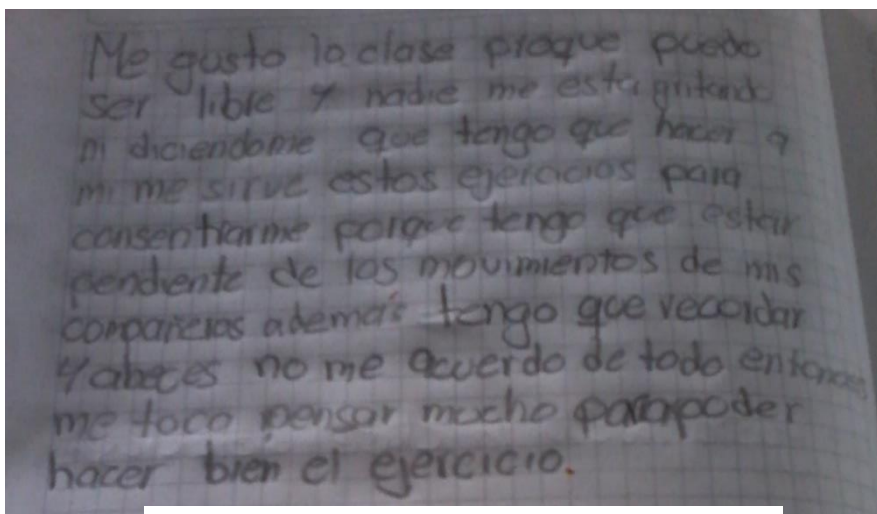 Me gusto la clase proque puedo
ser libre y nadie me esta gritando
ni diciendome que tengo que hacer a
mi me sirve estos ejercicios para
consentrarme porque tengo que estar
pendiente de los movimientos de mis
compañeros ademas tengo que recordar
y abeces no me acuerdo de todo entonces
me toco pensar mucho para poder
hacer bien el ejercicio.